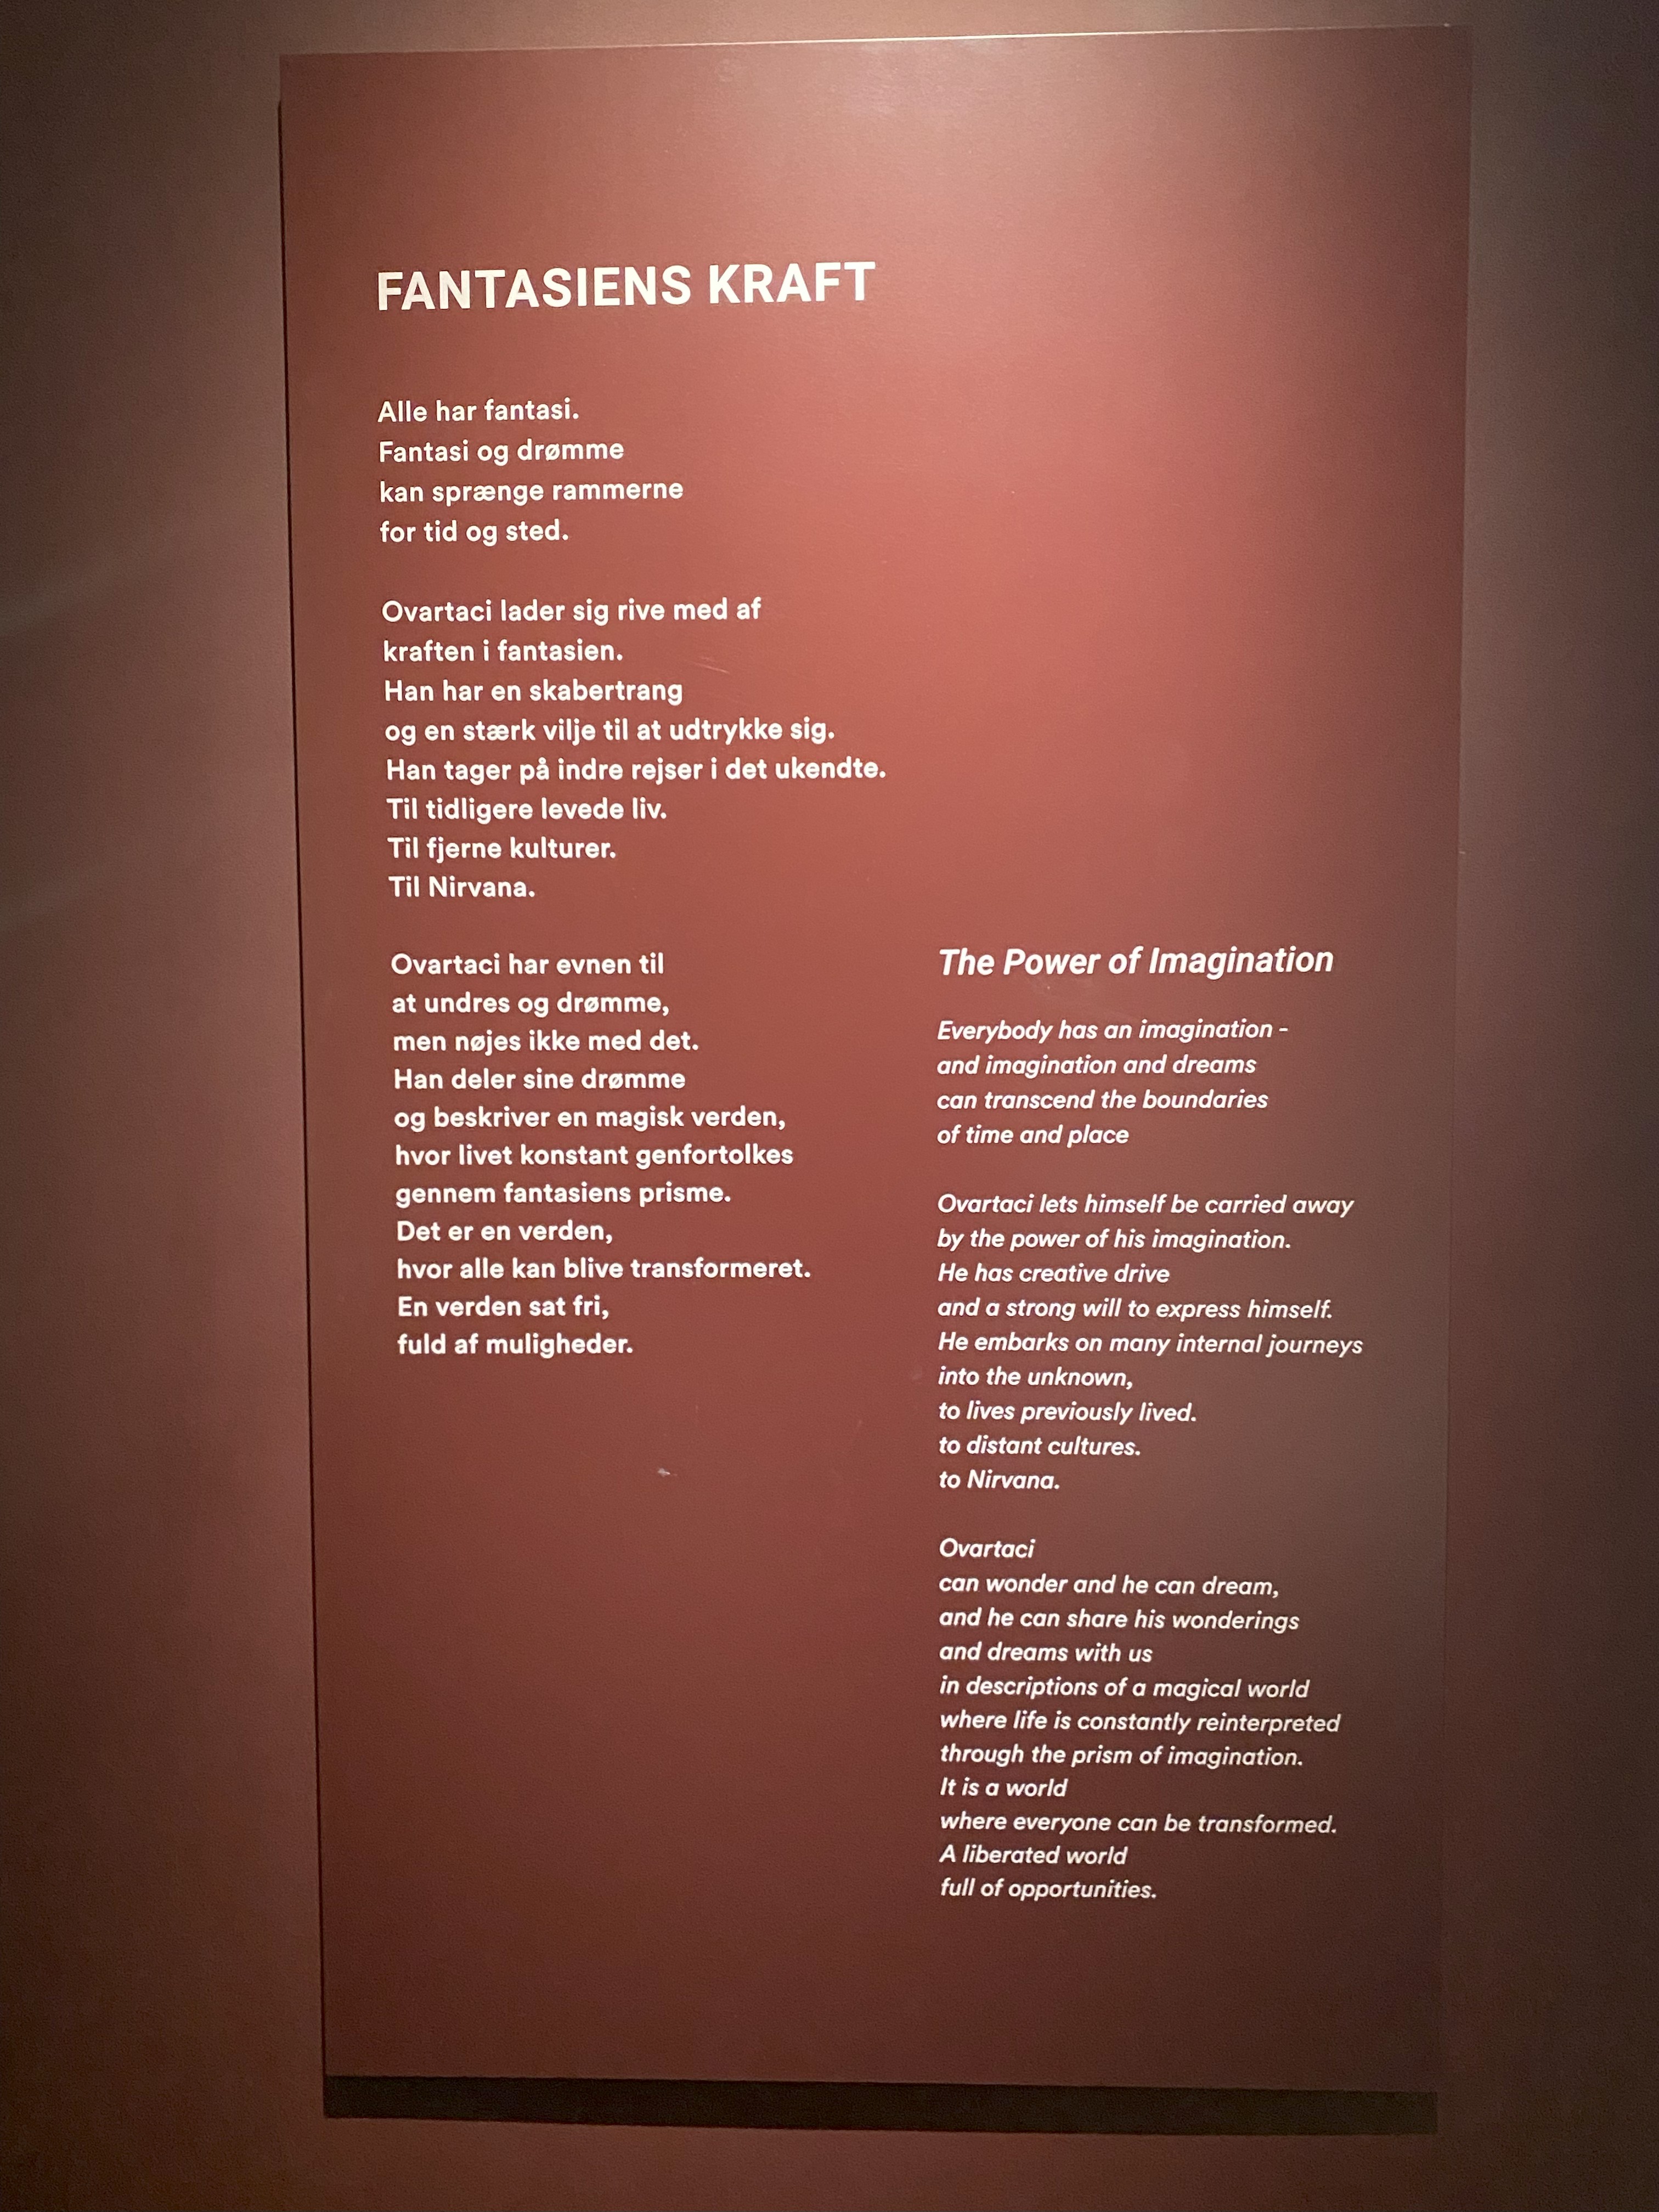 FANTASIENS KRAFT
Alle har fantasi.
Fantasi og drømme
kan sprænge rammerne
for tid og sted.
Ovartaci lader sig rive med af
kraften i fantasien.
Han har en skabertrang
og en stærk vilje til at udtrykke sig.
Han tager på indre rejser i det ukendte.
Til tidligere levede liv.
Til fjerne kulturer.
Til Nirvana.
Ovartaci har evnen til
at undres og drømme,
men nøjes ikke med det.
Han deler sine drømme
og beskriver en magisk verden,
hvor livet konstant genfortolkes
gennem fantasiens prisme.
Det er en verden,
hvor alle kan blive transformeret.
En verden sat fri,
fuld af muligheder.
The Power of Imagination
Everybody has an imagination -
and imagination and dreams
can transcend the boundaries
of time and place
Ovartaci lets himself be carried away
by the power of his imagination.
He has creative drive
and a strong will to express himself.
He embarks on many internal journeys
into the unknown,
to lives previously lived.
to distant cultures.
to Nirvana.
Ovartaci
can wonder and he can dream,
and he can share his wonderings
and dreams with us
in descriptions of a magical world
where life is constantly reinterpreted
through the prism of imagination.
It is a world
where everyone can be transformed.
A liberated world
full of opportunities.